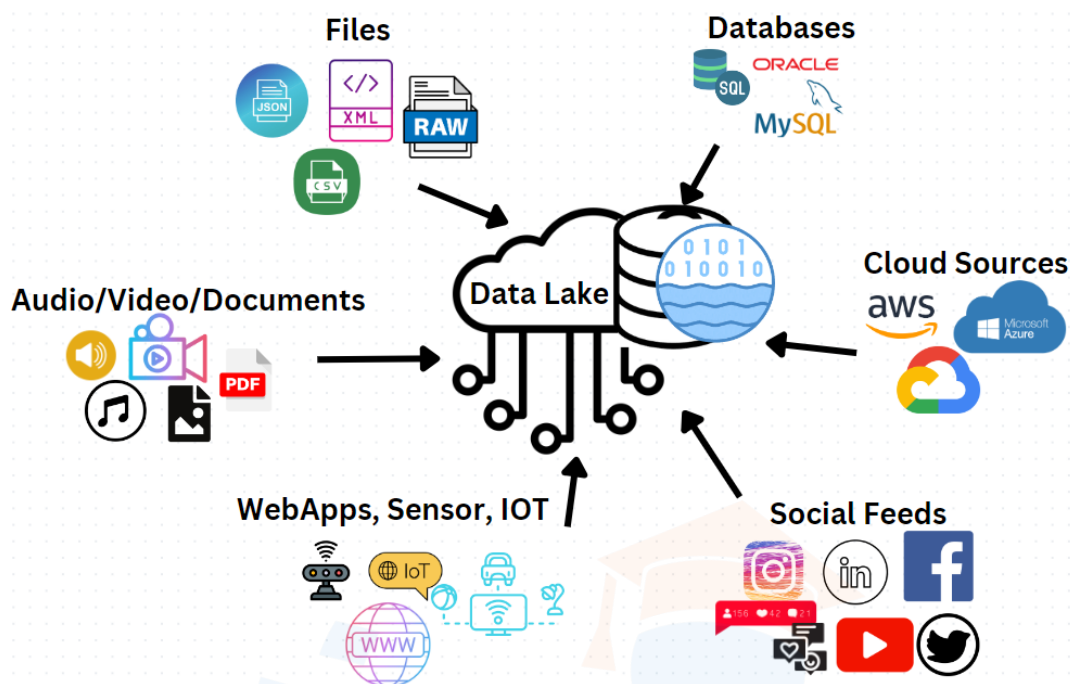 Files
JSON
</>
XML
RAW
CSV
Databases
SQL
ORACLE
MySQL
Cloud Sources
aws
Microsoft
Azure
0101
010010
Data Lake
Audio/Video/Documents
PDF
WebApps, Sensor, IOT
IoT
WWW
Social Feeds
in
f
156 42 21